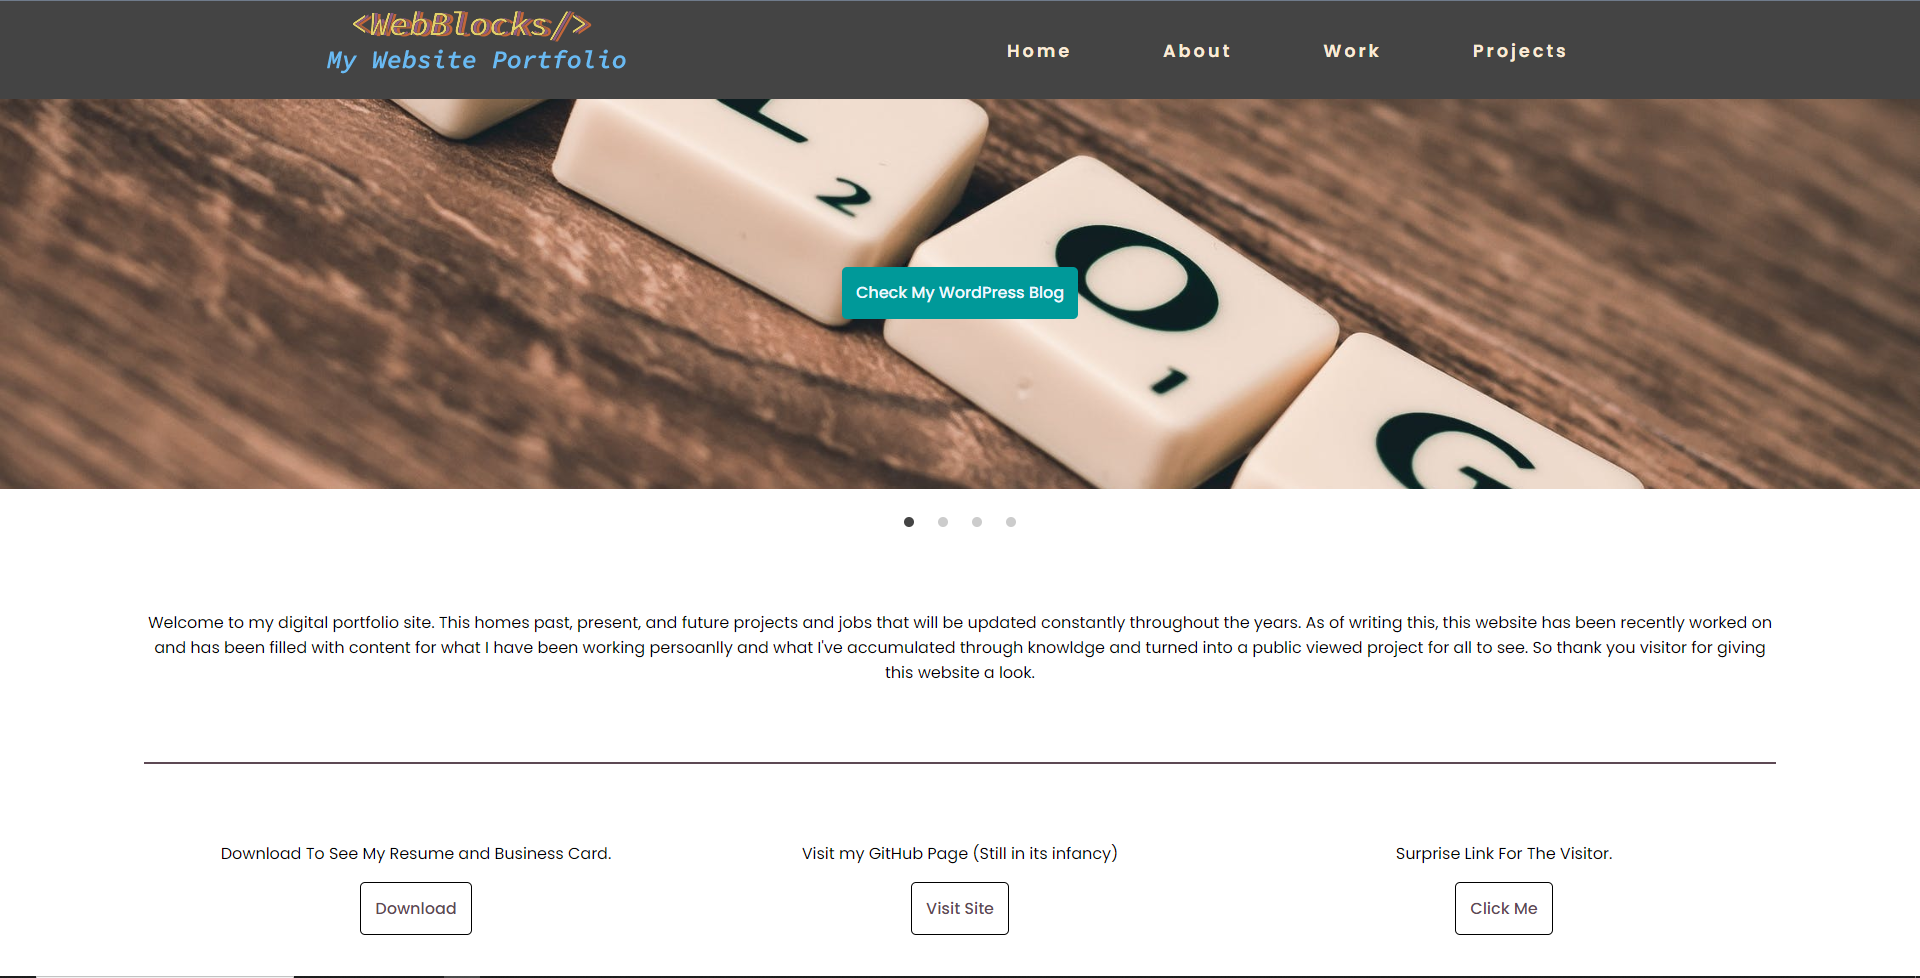 <WebBlocks/>
My Website Portfolio
Home About Work Projects
2
O
1
G
Check My WordPress Blog
Welcome to my digital portfolio site. This homes past, present, and future projects and jobs that will be updated constantly throughout the years. As of writing this, this website has been recently worked on
and has been filled with content for what I have been working persoanlly and what I've accumulated through knowldge and turned into a public viewed project for all to see. So thank you visitor for giving
this website a look.
Download To See My Resume and Business Card.
Download
Visit my GitHub Page (Still in its infancy)
Visit Site
Surprise Link For The Visitor.
Click Me